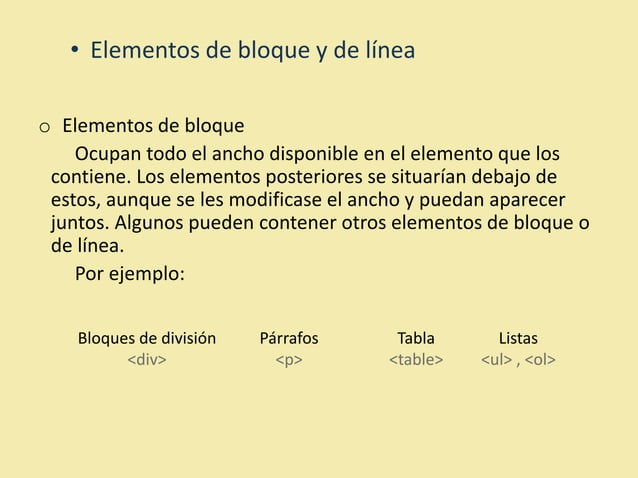 • Elementos de bloque y de línea
o Elementos de bloque
Ocupan todo el ancho disponible en el elemento que los
contiene. Los elementos posteriores se situarían debajo de
estos, aunque se les modificase el ancho y puedan aparecer
juntos. Algunos pueden contener otros elementos de bloque o
de línea.
Por ejemplo:
Bloques de división Párrafos Tabla Listas
<div> <p> <table> <ul> , <ol>